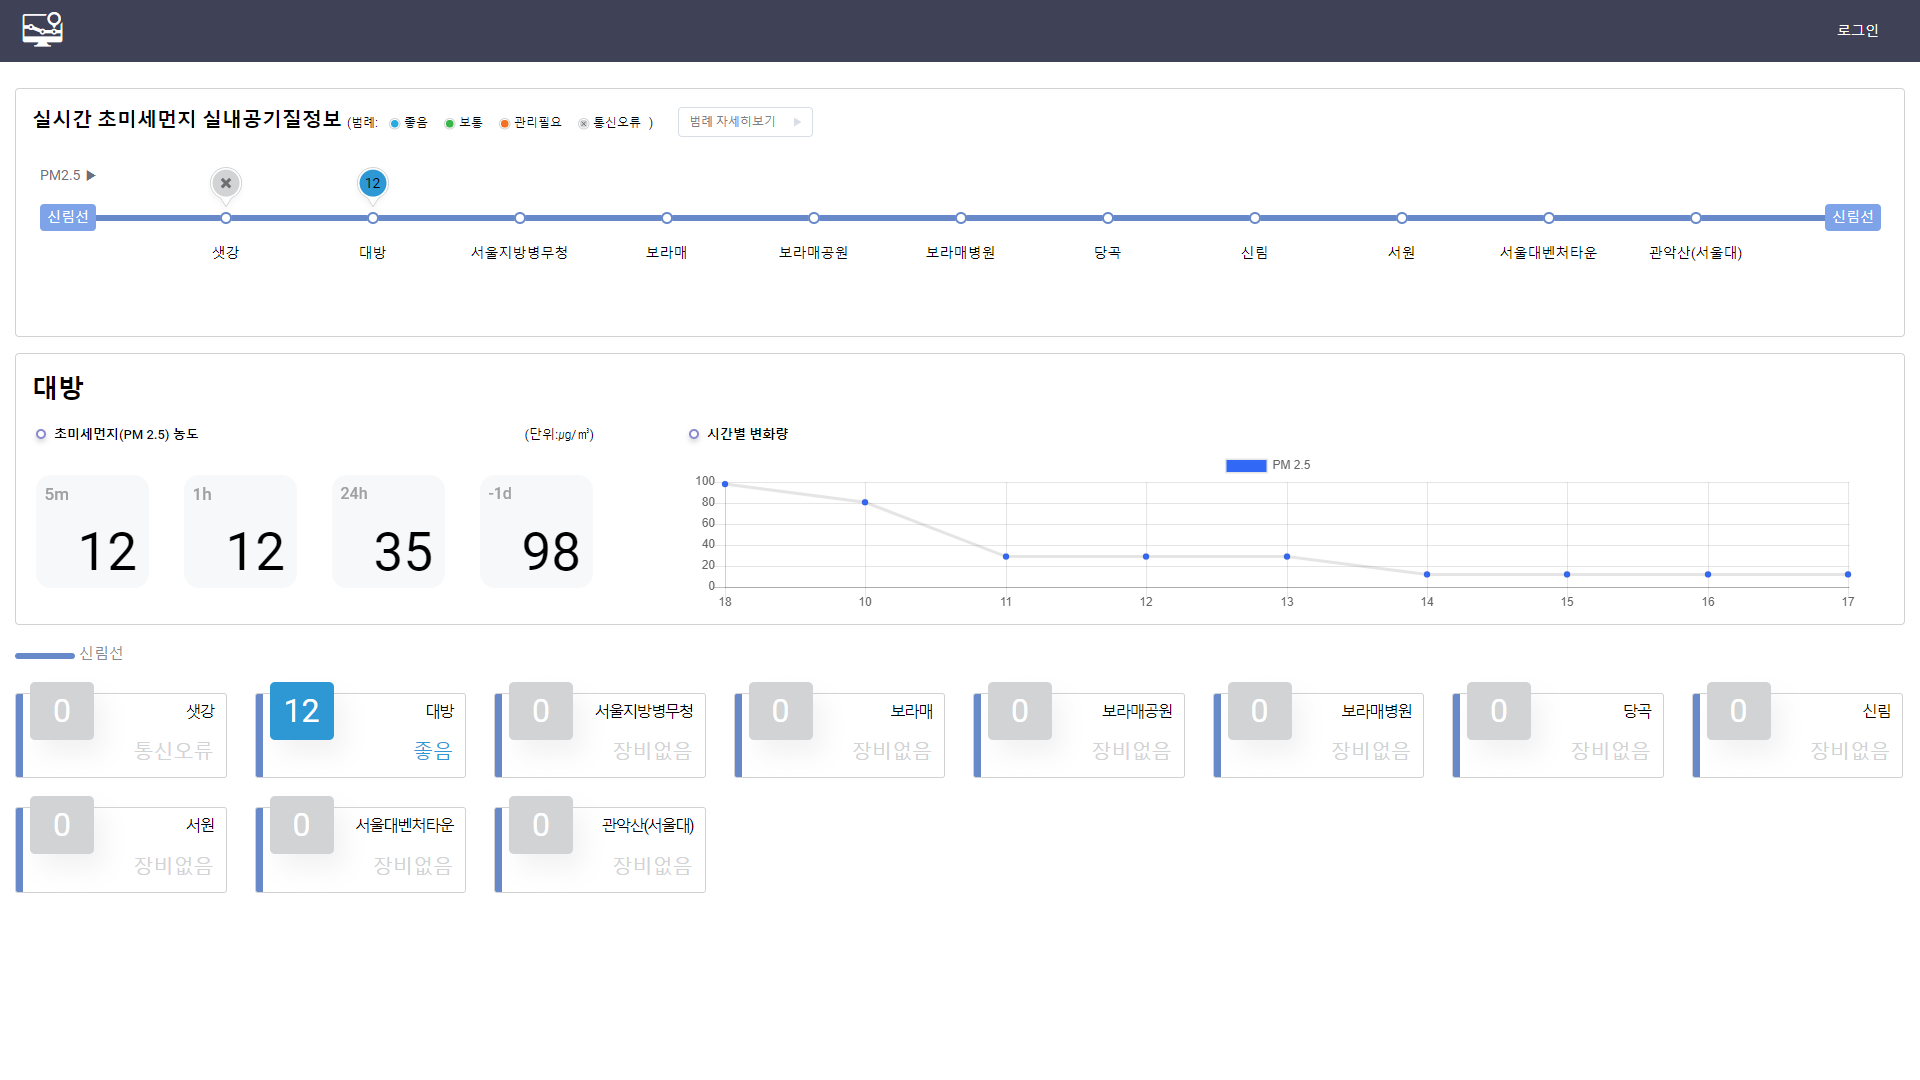 로그인
실시간 초미세먼지 실내공기질정보 (범례: 좋음 보통 관리필요 통신오류 ) 범례 자세히보기
PM2.5 ▶
12
신림선 신림선
샛강 대방 서울지방병무청 보라매 보라매공원 보라매병원 당곡 신림 서원 서울대벤처타운 관악산(서울대)
대방
초미세먼지(PM 2.5) 농도 (단위:㎍/㎥)
5m 1h 24h -1d
12 12 35 98
시간별 변화량
PM 2.5
100
80
60
40
20
0
18 10 11 12 13 14 15 16 17
신림선
0 샛강
통신오류
12 대방
좋음
0 서울지방병무청
장비없음
0 보라매
장비없음
0 보라매공원
장비없음
0 보라매병원
장비없음
0 당곡
장비없음
0 신림
장비없음
0 서원
장비없음
0 서울대벤처타운
장비없음
0 관악산(서울대)
장비없음